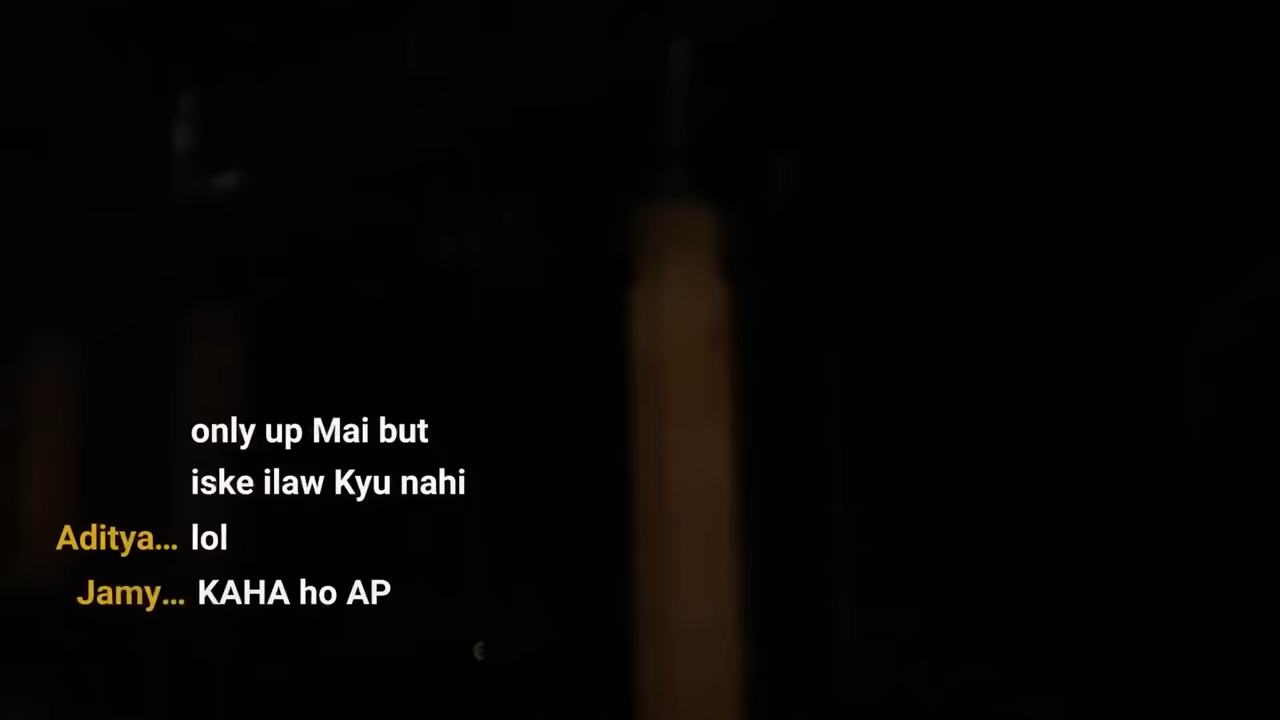 only up Mai but
iske ilaw Kyu nahi
Aditya... lol
Jamy... KAHA ho AP